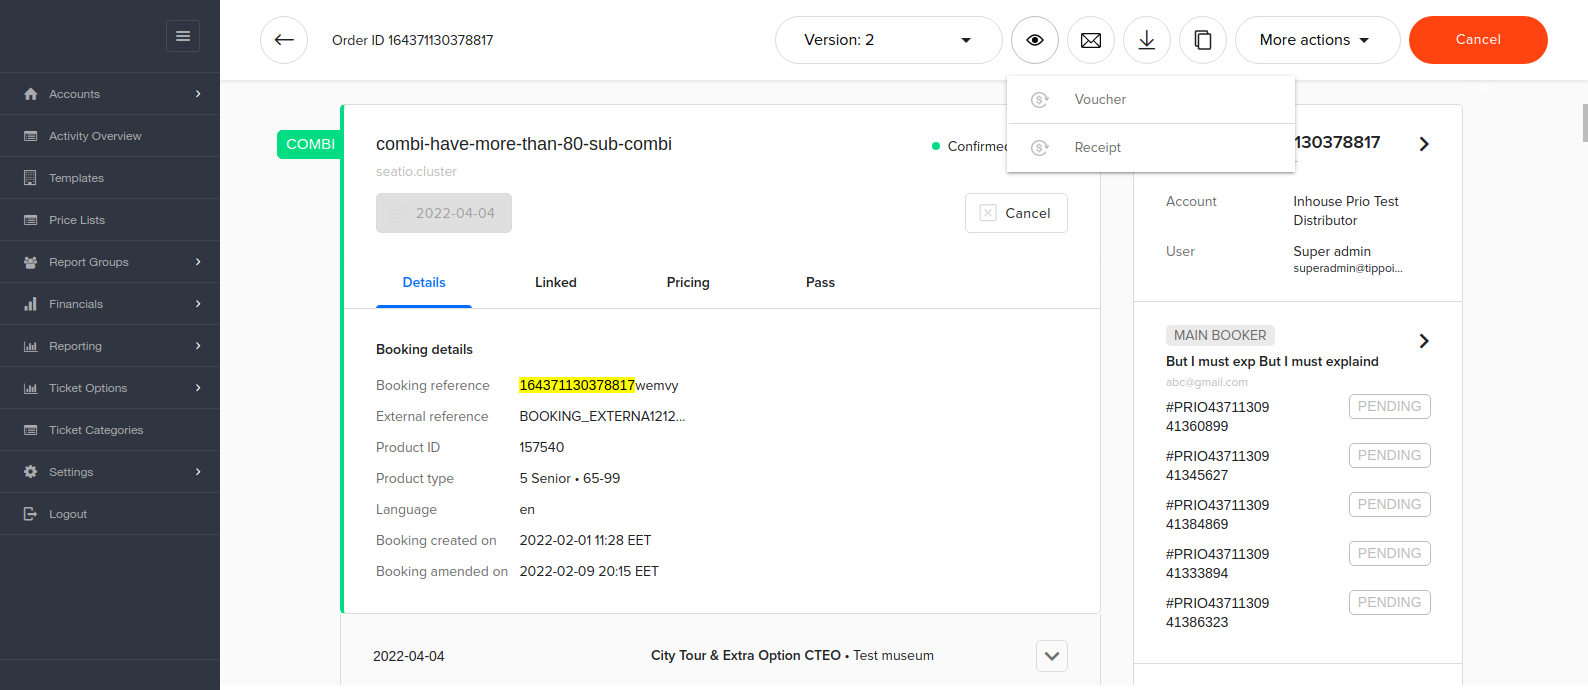 Order ID 164371130378817
Version: 2
More actions
Cancel
Accounts
Activity Overview
Templates
Price Lists
Report Groups
Financials
Reporting
Ticket Options
Ticket Categories
Settings
Logout
Voucher
Receipt
COMBI
combi-have-more-than-80-sub-combi
Confirmed
seatio.cluster
2022-04-04
Cancel
Details
Linked
Pricing
Pass
Booking details
Booking reference 164371130378817wemvy
External reference BOOKING_EXTERNA1212...
Product ID 157540
Product type 5 Senior • 65-99
Language en
Booking created on 2022-02-01 11:28 EET
Booking amended on 2022-02-09 20:15 EET
2022-04-04
City Tour & Extra Option CTEO • Test museum
130378817
Account Inhouse Prio Test
Distributor
User Super admin
superadmin@tippoi...
MAIN BOOKER
But I must exp But I must explaind
abc@gmail.com
#PRIO43711309 PENDING
41360899
#PRIO43711309 PENDING
41345627
#PRIO43711309 PENDING
41384869
#PRIO43711309 PENDING
41333894
#PRIO43711309 PENDING
41386323